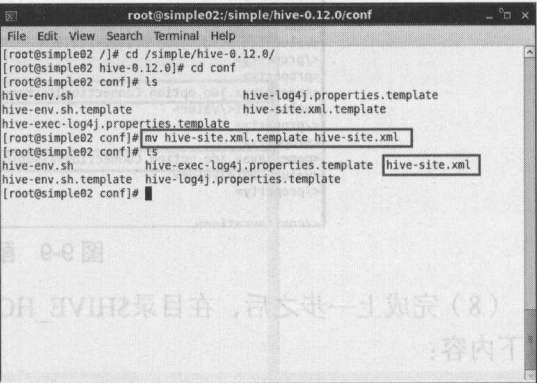 root@simple02:/simple/hive-0.12.0/conf
File Edit View Search Terminal Help
[root@simple02 /]# cd /simple/hive-0.12.0/
[root@simple02 hive-0.12.0]# cd conf
[root@simple02 conf]# ls
hive-env.sh hive-log4j.properties.template
hive-env.sh.template hive-site.xml.template
hive-exec-log4j.properties.template
[root@simple02 conf]# mv hive-site.xml.template hive-site.xml
[root@simple02 conf]# ls
hive-env.sh hive-exec-log4j.properties.template hive-site.xml
hive-env.sh.template hive-log4j.properties.template
[root@simple02 conf]#
图 9-9 配
（8）完成上一步之后，在目录$HIVE_HO
下内容：